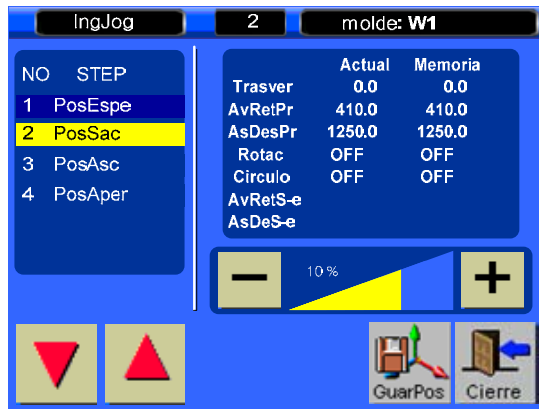 IngJog 2 molde: W1
NO STEP
1 PosEspe
2 PosSac
3 PosAsc
4 PosAper
Actual Memoria
Trasver 0.0 0.0
AvRetPr 410.0 410.0
AsDesPr 1250.0 1250.0
Rotac OFF OFF
Circulo OFF OFF
AvRetS-e
AsDeS-e
10 %
GuarPos Cierre